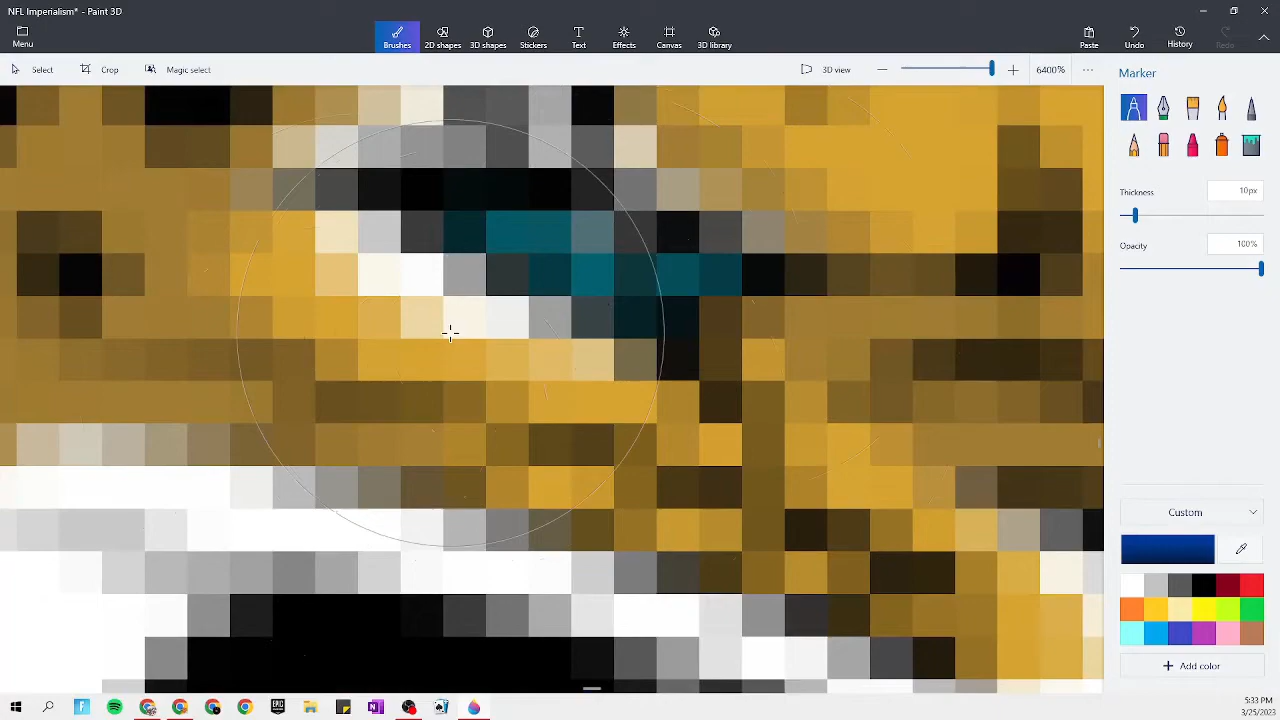 NFL Imperialism* - Paint 3D
Menu
Brushes
2D shapes
3D shapes
Stickers
Text
Effects
Canvas
3D library
Paste
Undo
History
Redo
Select
Crop
Magic select
3D view
6400%
Marker
Thickness
10px
Opacity
100%
Custom
Add color
EPIC
5:33 PM
3/25/2023